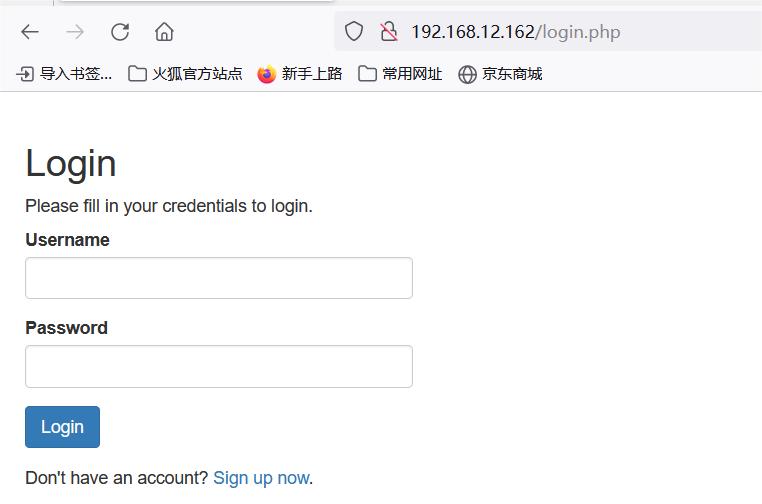 192.168.12.162/login.php
导入书签... 火狐官方站点 新手上路 常用网址 京东商城
Login
Please fill in your credentials to login.
Username
Password
Login
Don't have an account? Sign up now.